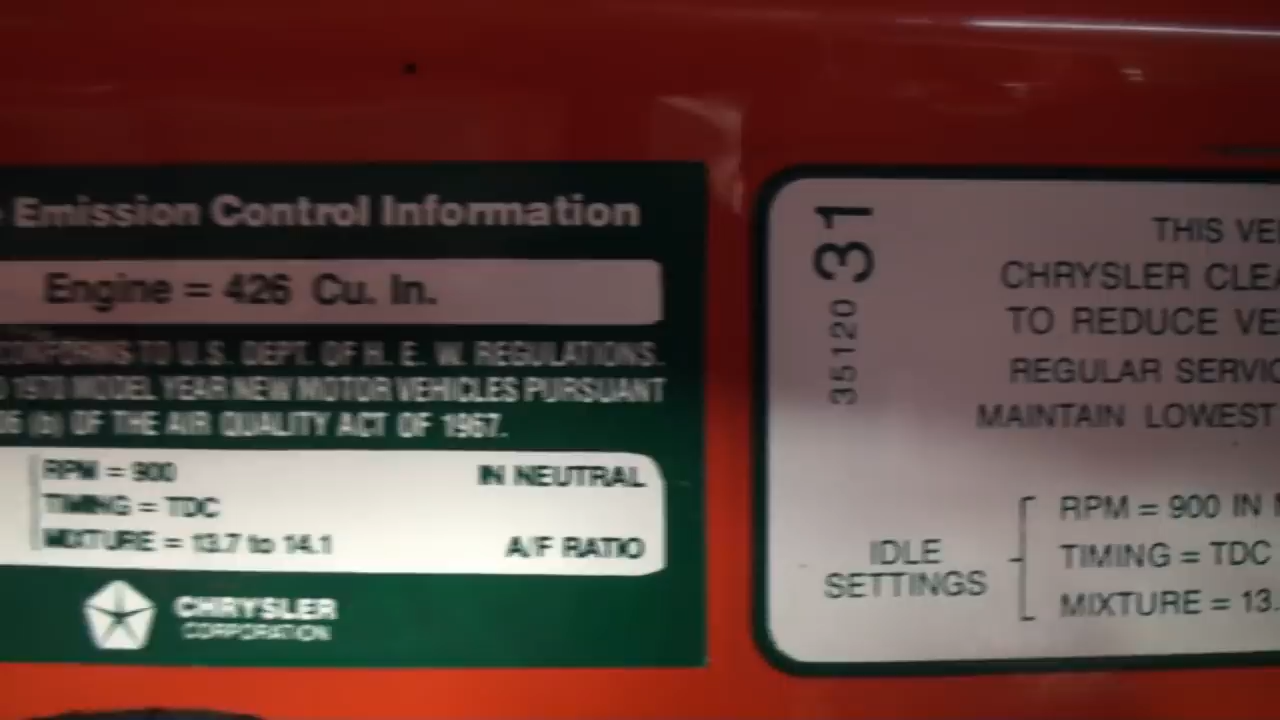 Emission Control Information
Engine = 426 Cu. In.
CONFORMS TO U.S. DEPT. OF H. E. W. REGULATIONS.
1970 MODEL YEAR NEW MOTOR VEHICLES PURSUANT
(b) OF THE AIR QUALITY ACT OF 1967.
RPM = 900 IN NEUTRAL
TIMING = TDC
MIXTURE = 13.7 to 14.1 A/F RATIO
CHRYSLER
CORPORATION
3512031
THIS VE
CHRYSLER CLEA
TO REDUCE VE
REGULAR SERVIC
MAINTAIN LOWEST
IDLE
SETTINGS
RPM = 900 IN
TIMING = TDC
MIXTURE = 13.